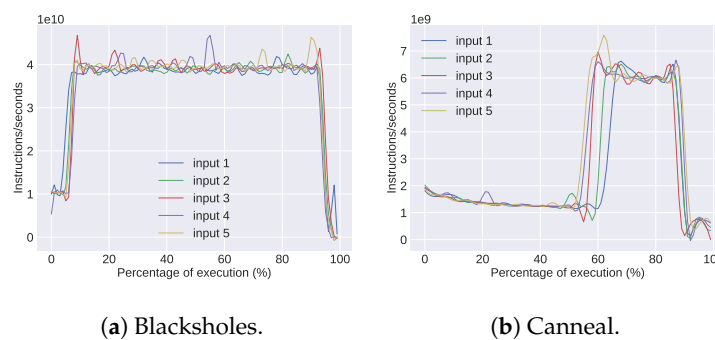 1e10
4
3
2
1
0
Instructions/seconds
input 1
input 2
input 3
input 4
input 5
0 20 40 60 80 100
Percentage of execution (%)
(a) Blacksholes.
1e9
7
6
5
4
3
2
1
0
Instructions/seconds
input 1
input 2
input 3
input 4
input 5
0 20 40 60 80 100
Percentage of execution (%)
(b) Canneal.